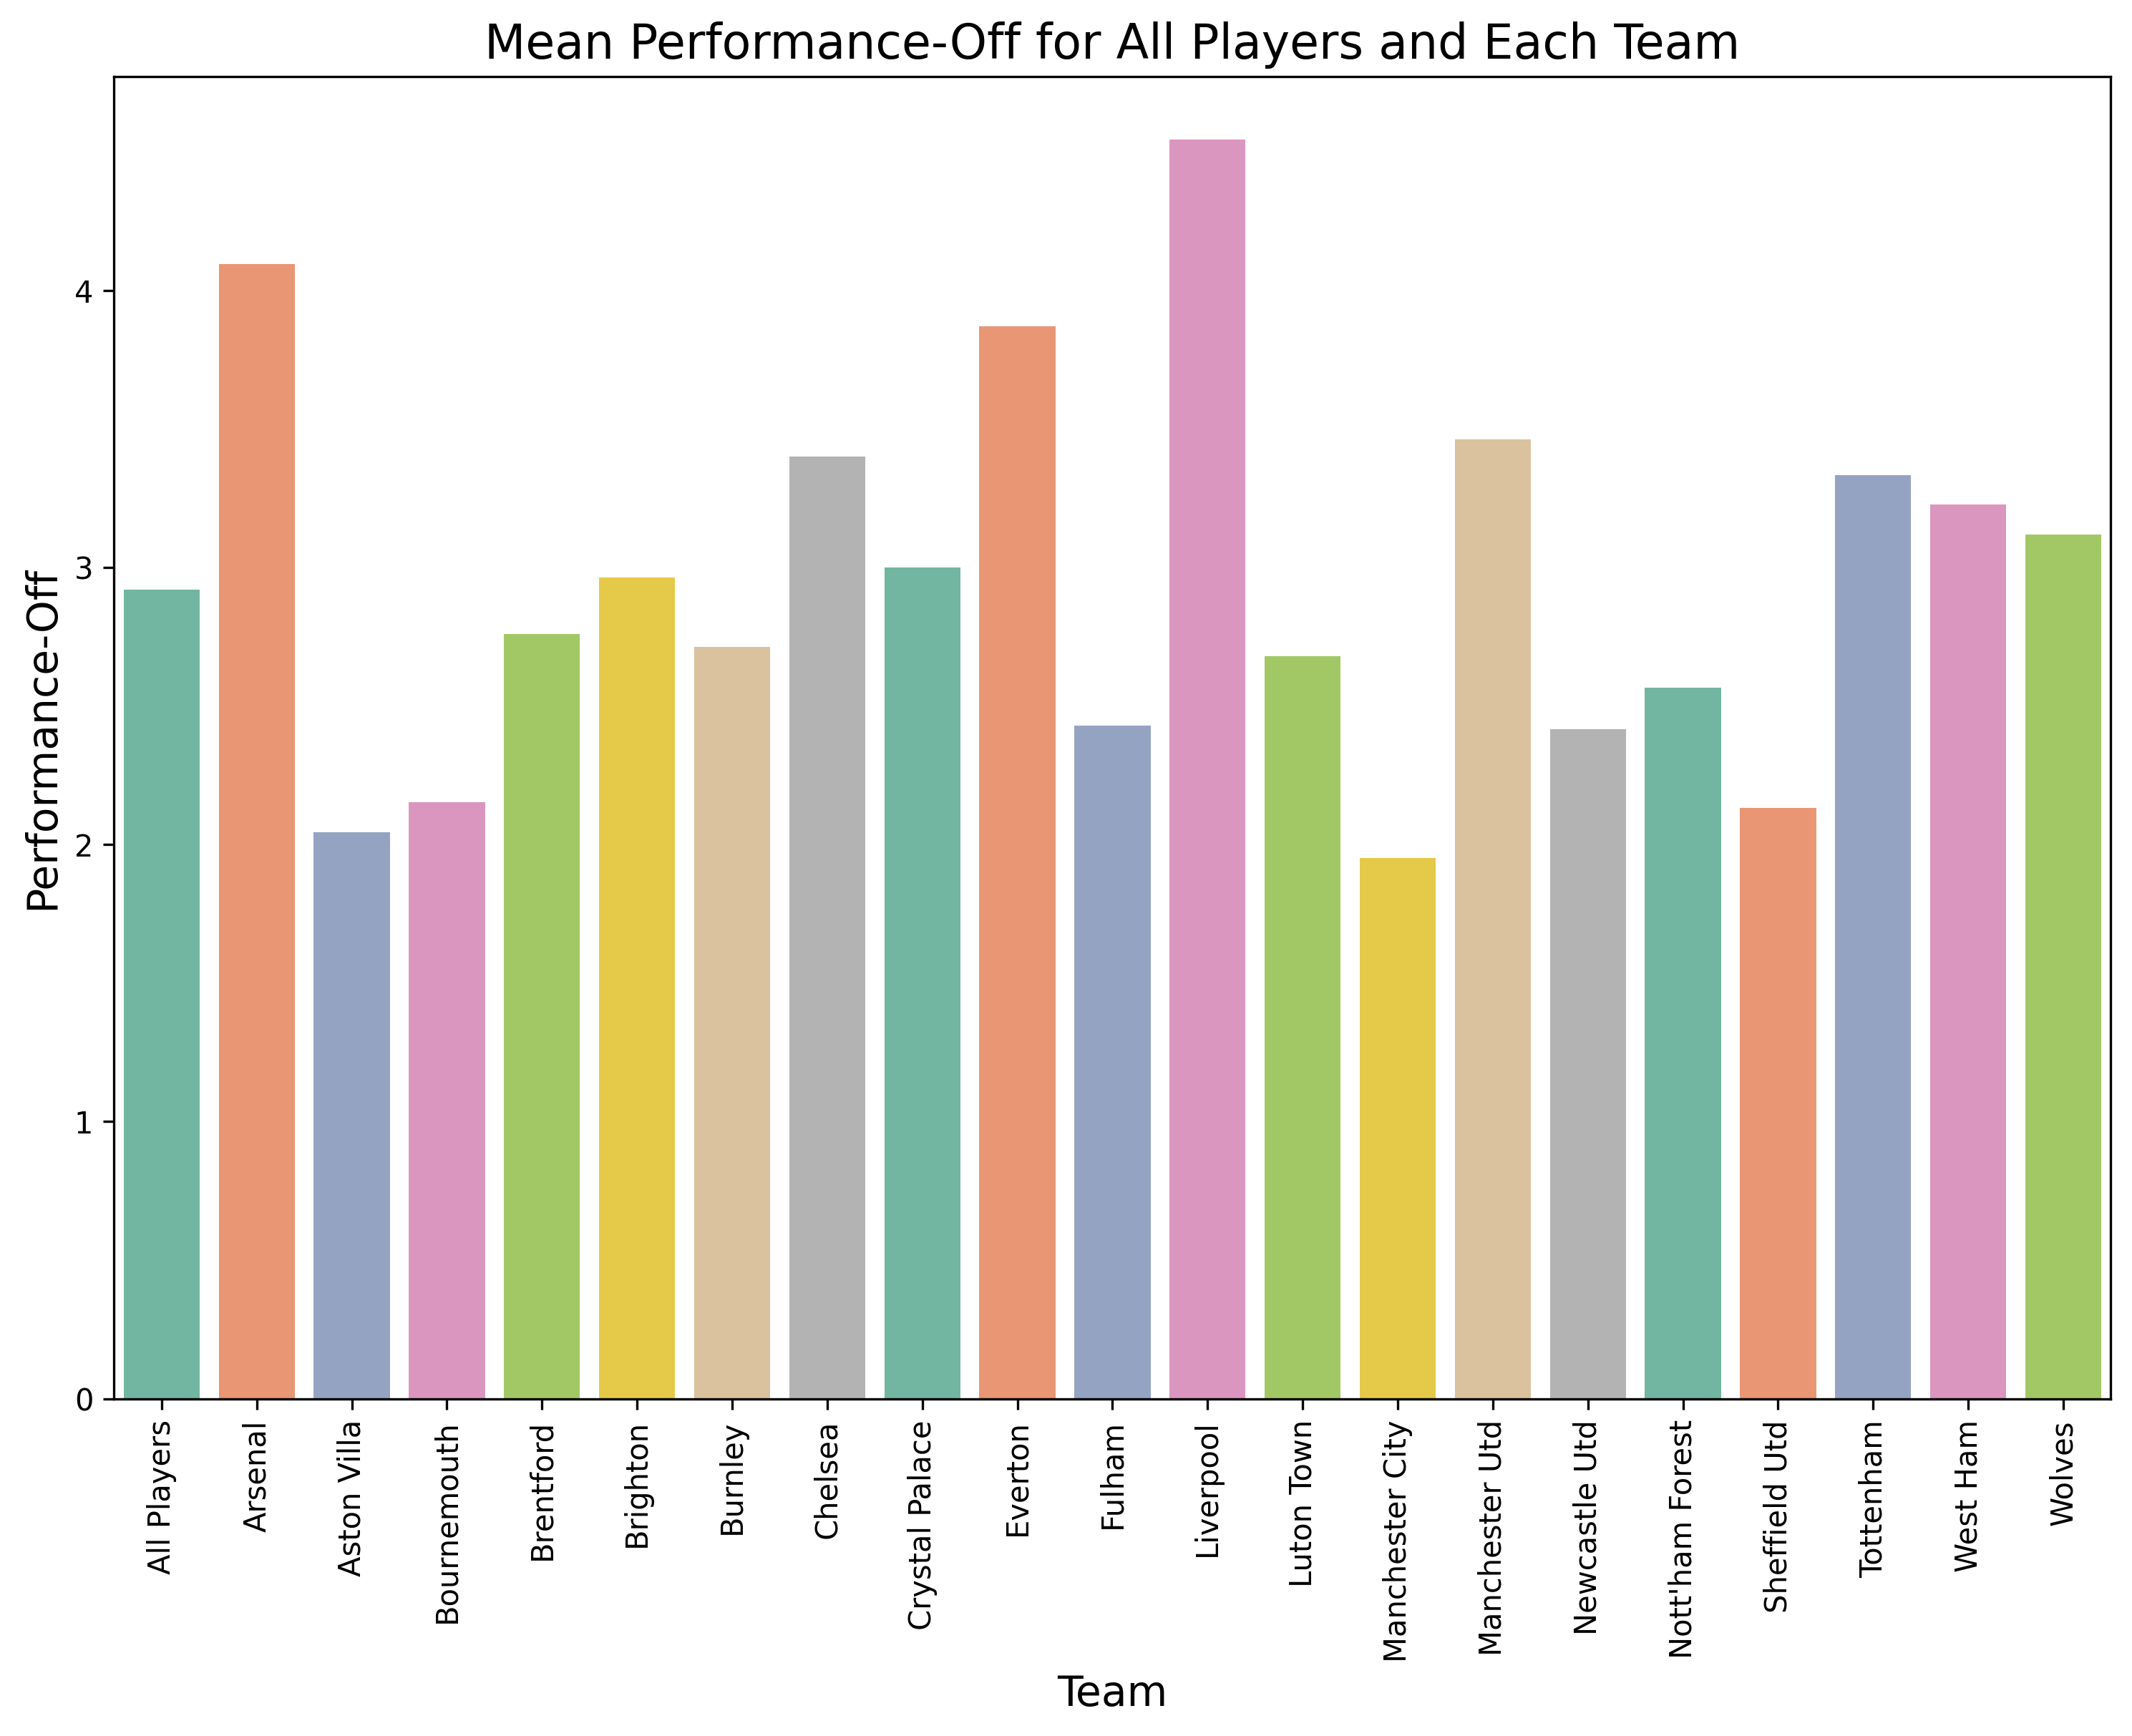 Mean Performance-Off for All Players and Each Team
Performance-Off
4
3
2
1
0
All Players
Arsenal
Aston Villa
Bournemouth
Brentford
Brighton
Burnley
Chelsea
Crystal Palace
Everton
Fulham
Liverpool
Luton Town
Manchester City
Manchester Utd
Newcastle Utd
Nott'ham Forest
Sheffield Utd
Tottenham
West Ham
Wolves
Team